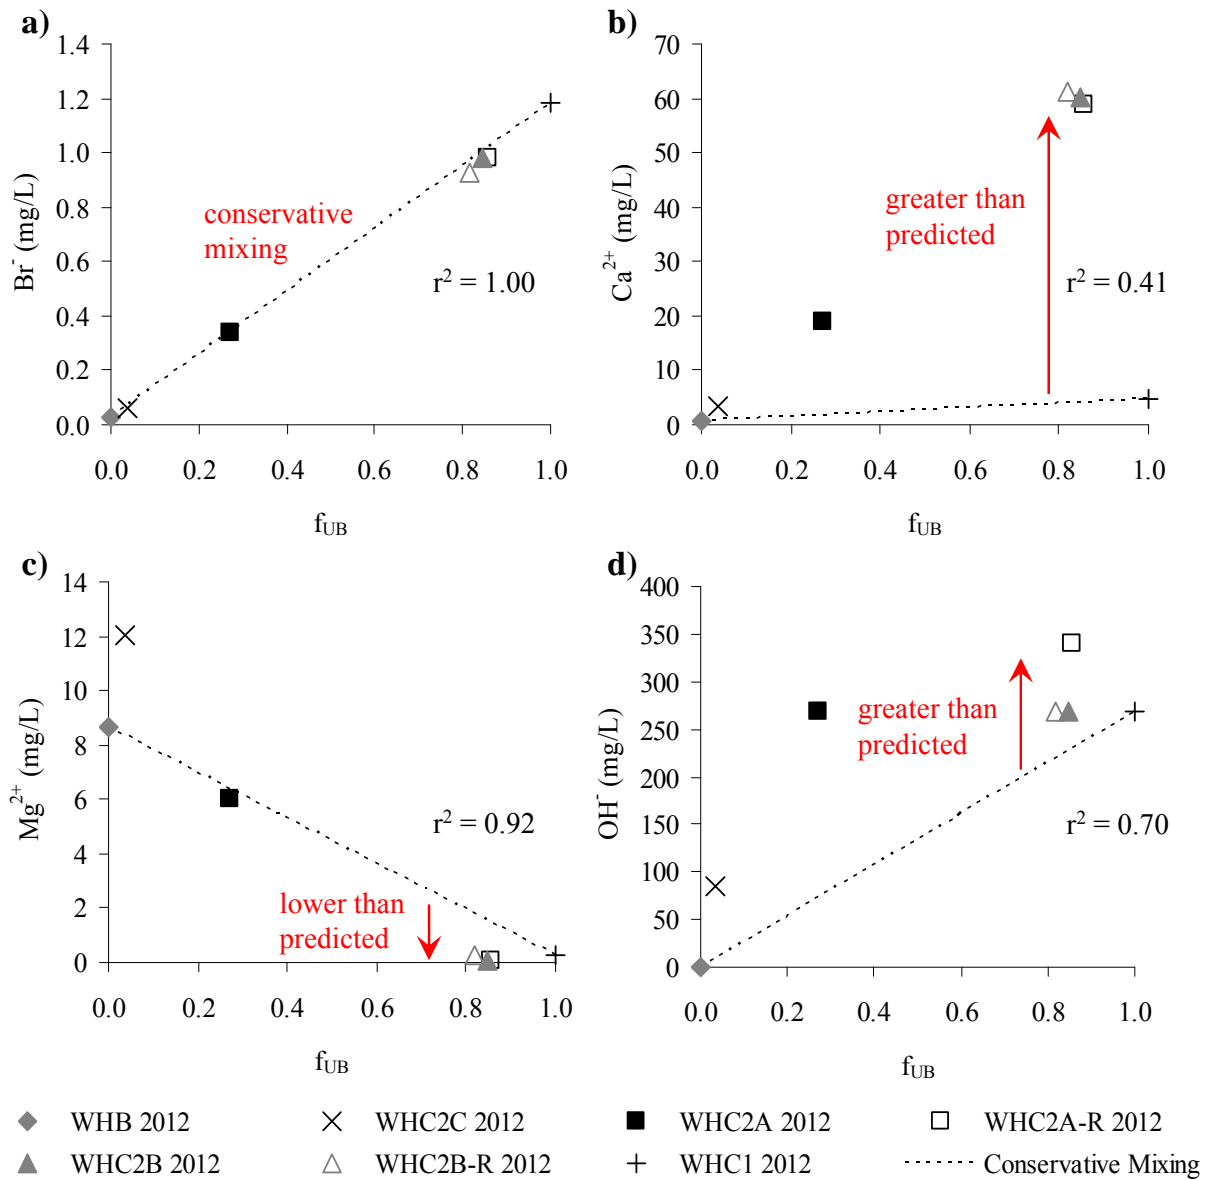 a)
1.4
1.2
1.0
0.8
0.6
0.4
0.2
0.0
Br⁻ (mg/L)
conservative
mixing
r² = 1.00
0.0 0.2 0.4 0.6 0.8 1.0
f_UB
b)
70
60
50
40
30
20
10
0
Ca²⁺ (mg/L)
greater than
predicted
r² = 0.41
0.0 0.2 0.4 0.6 0.8 1.0
f_UB
c)
14
12
10
8
6
4
2
0
Mg²⁺ (mg/L)
r² = 0.92
lower than
predicted
0.0 0.2 0.4 0.6 0.8 1.0
f_UB
d)
400
350
300
250
200
150
100
50
0
OH⁻ (mg/L)
greater than
predicted
r² = 0.70
0.0 0.2 0.4 0.6 0.8 1.0
f_UB
WHB 2012 WHC2C 2012 WHC2A 2012 WHC2A-R 2012
WHC2B 2012 WHC2B-R 2012 WHC1 2012 Conservative Mixing